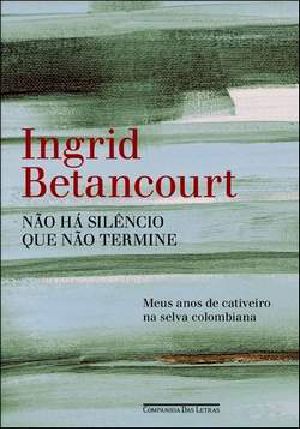 Ingrid
Betancourt
NÃO HÁ SILÊNCIO
QUE NÃO TERMINE
Meus anos de cativeiro
na selva colombiana
COMPANHIA DAS LETRAS